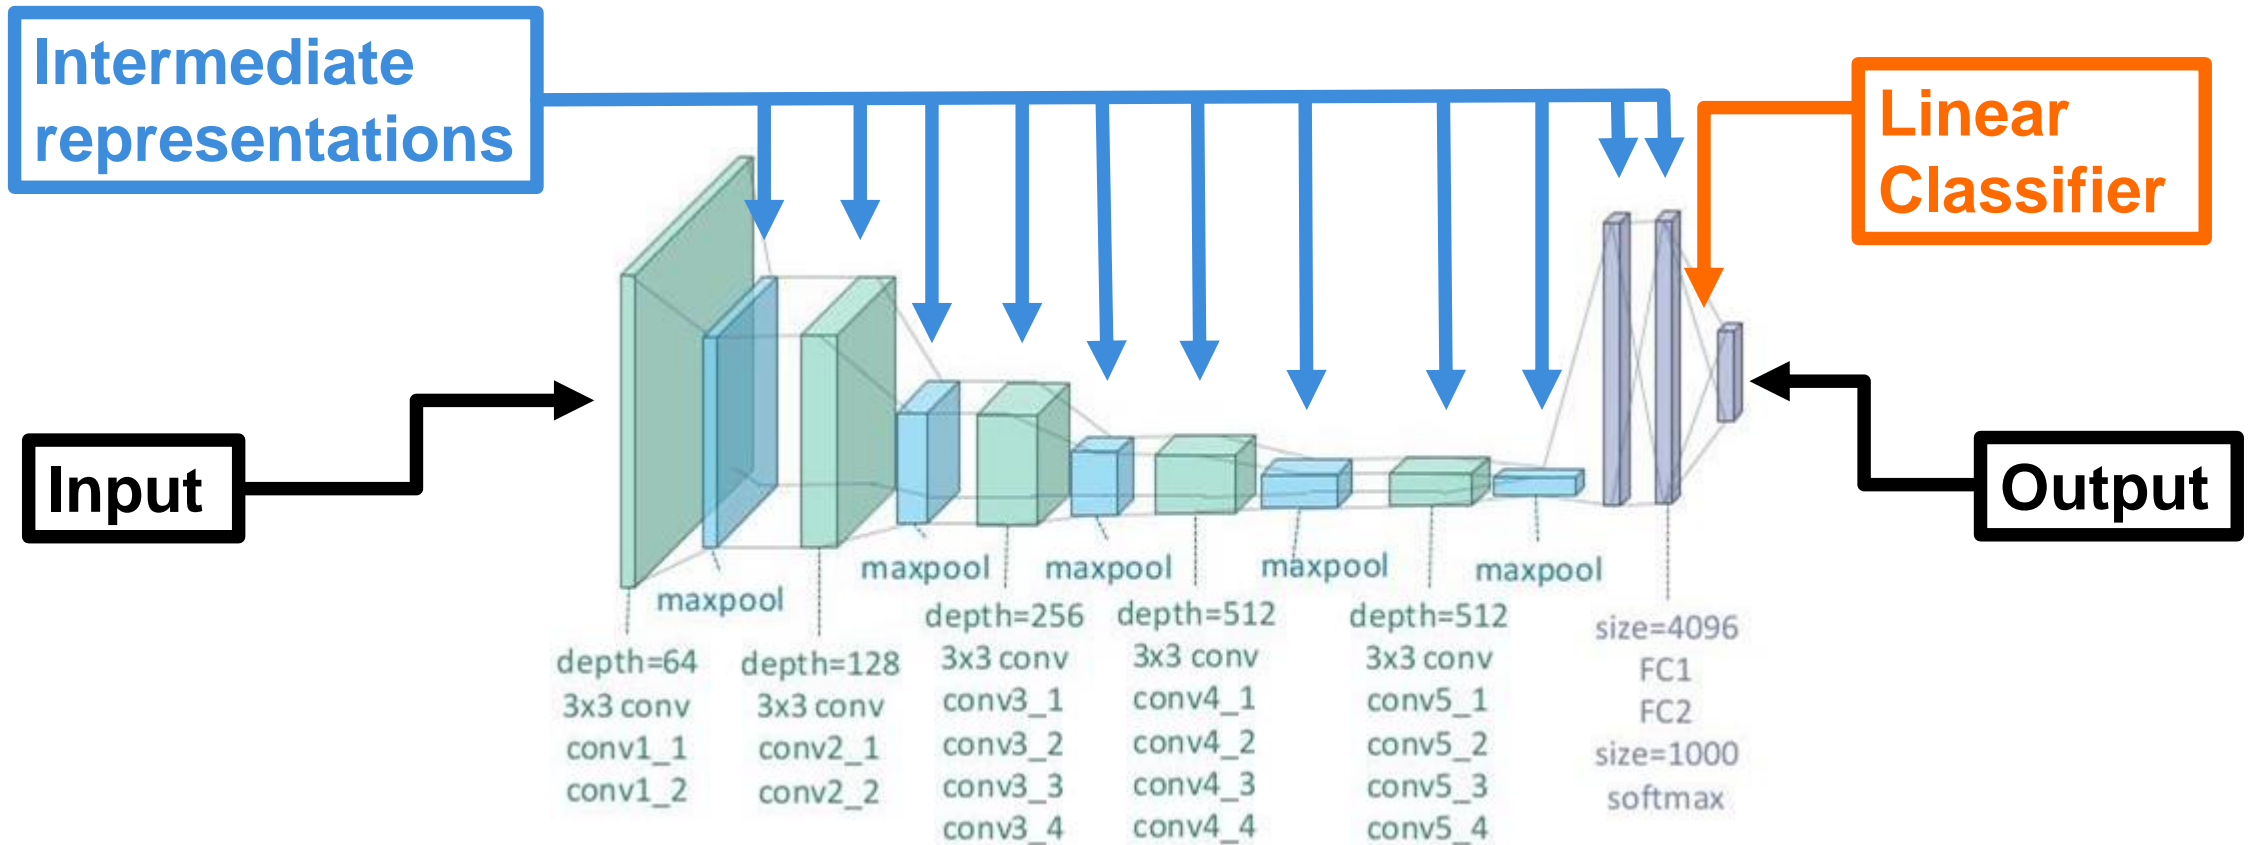 Intermediate
representations
Linear
Classifier
Input
Output
maxpool
maxpool
maxpool
maxpool
maxpool
depth=64
3x3 conv
conv1_1
conv1_2
depth=128
3x3 conv
conv2_1
conv2_2
depth=256
3x3 conv
conv3_1
conv3_2
conv3_3
conv3_4
depth=512
3x3 conv
conv4_1
conv4_2
conv4_3
conv4_4
depth=512
3x3 conv
conv5_1
conv5_2
conv5_3
conv5_4
size=4096
FC1
FC2
size=1000
softmax